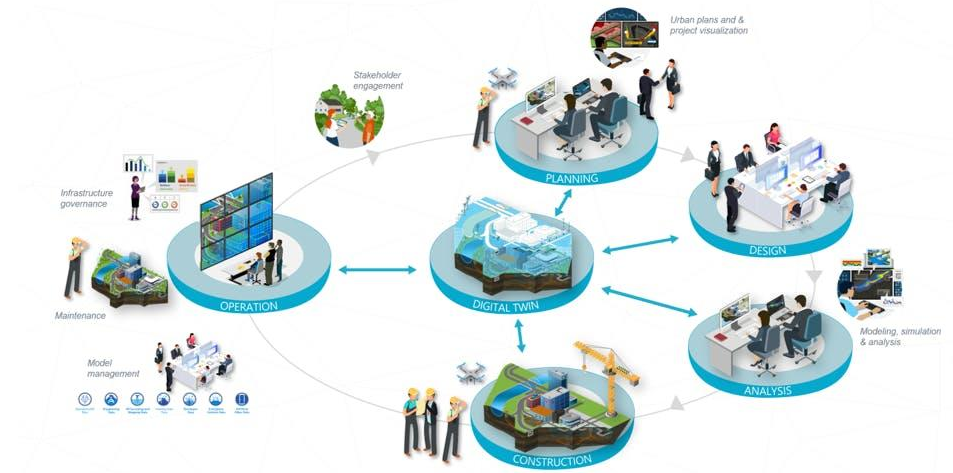 Urban plans and &
project visualization
Stakeholder
engagement
PLANNING
Infrastructure
governance
DESIGN
OPERATION
DIGITAL TWIN
Maintenance
Modeling, simulation
& analysis
Model
management
ANALYSIS
CONSTRUCTION